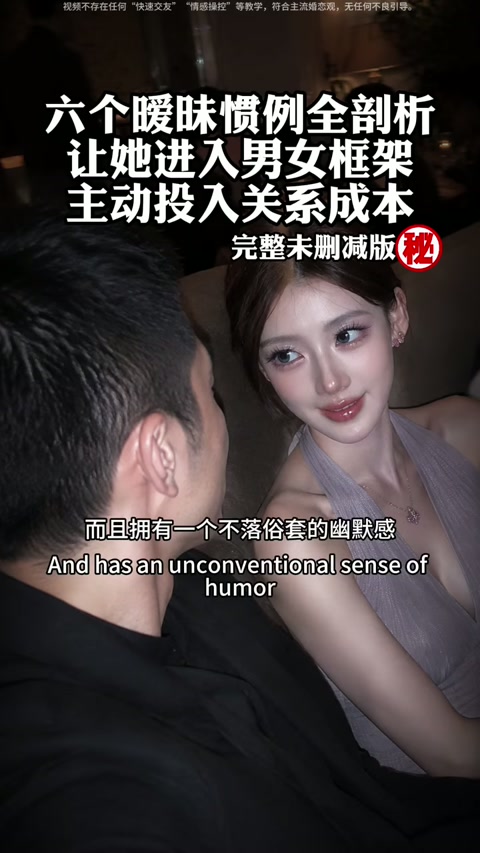 视频不存在任何“快速交友”“情感操控”等教学，符合主流婚恋观，无任何不良引导。
六个暧昧惯例全剖析
让她进入男女框架
主动投入关系成本
完整未删减版 秘
而且拥有一个不落俗套的幽默感
And has an unconventional sense of
humor